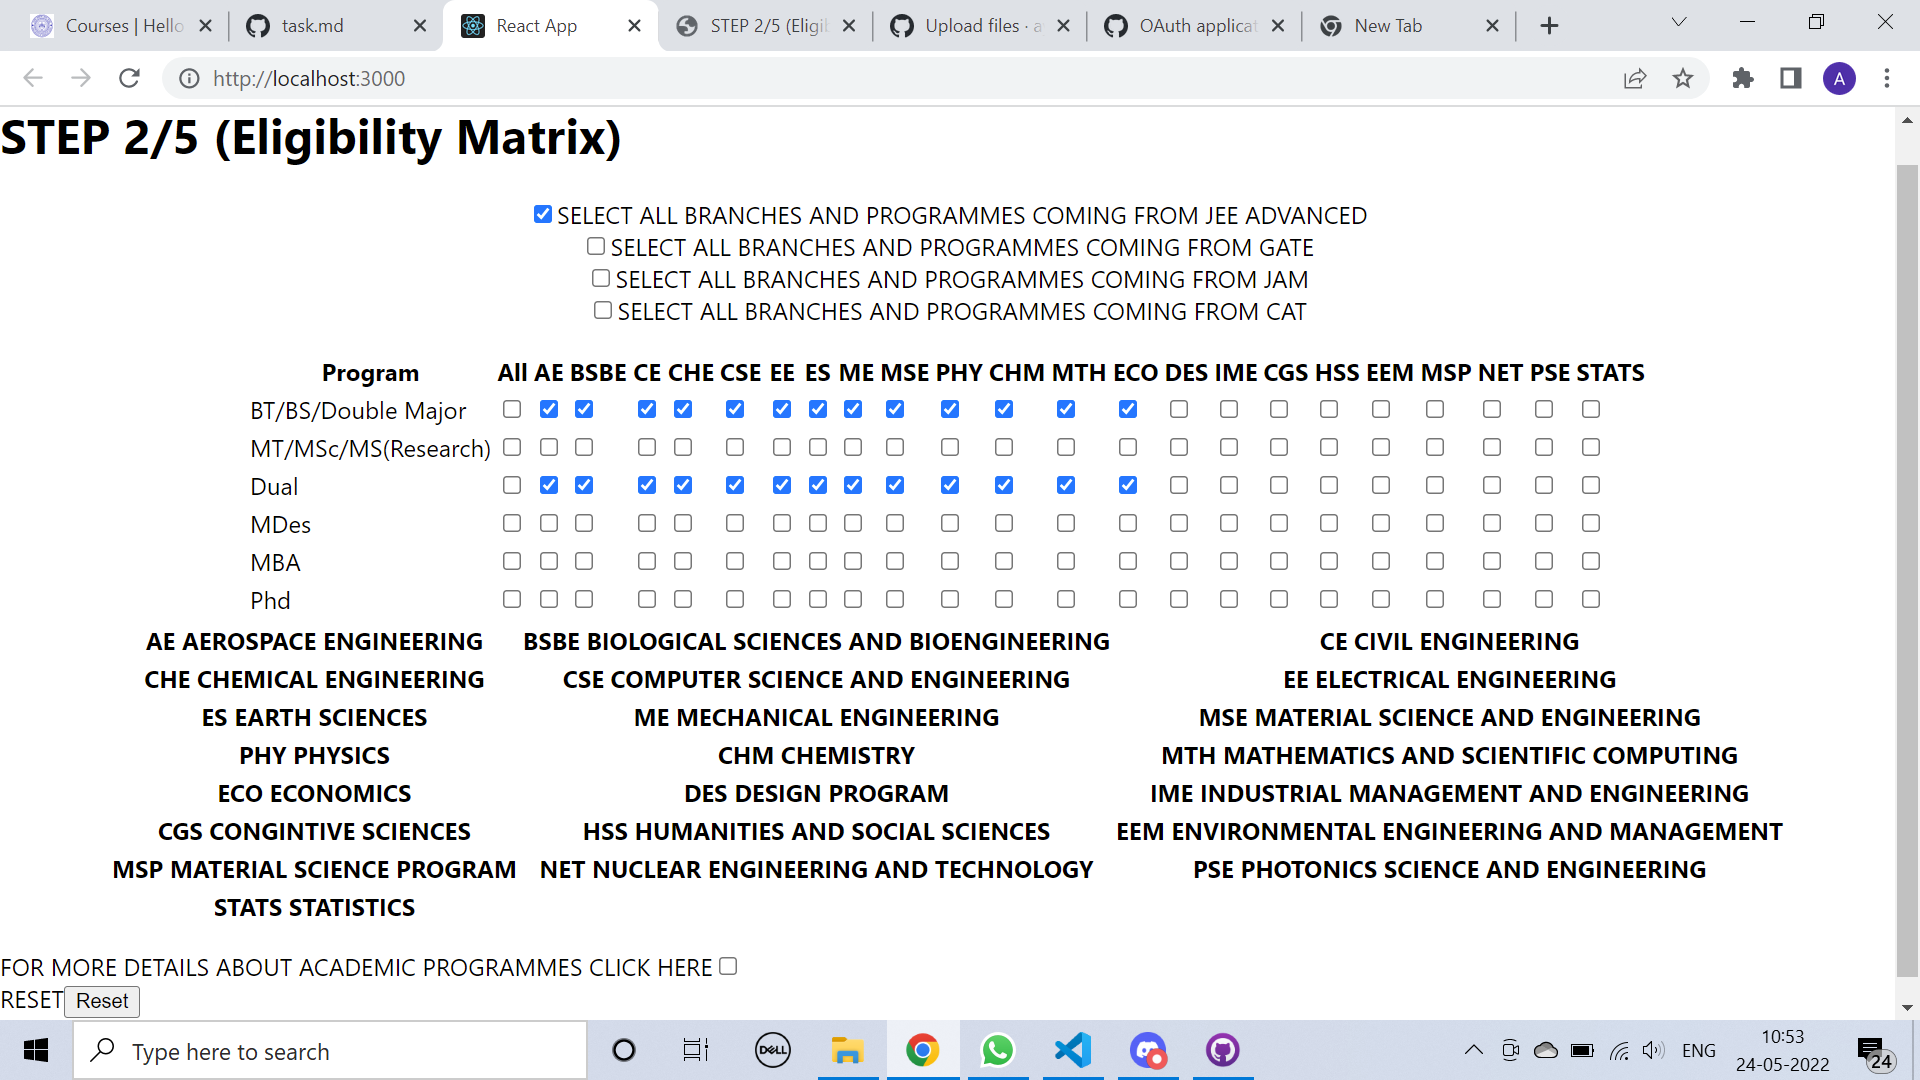 Courses | Hello
task.md
React App
STEP 2/5 (Eligib
Upload files · a
OAuth applicat
New Tab
http://localhost:3000
A
STEP 2/5 (Eligibility Matrix)
SELECT ALL BRANCHES AND PROGRAMMES COMING FROM JEE ADVANCED
SELECT ALL BRANCHES AND PROGRAMMES COMING FROM GATE
SELECT ALL BRANCHES AND PROGRAMMES COMING FROM JAM
SELECT ALL BRANCHES AND PROGRAMMES COMING FROM CAT
Program All AE BSBE CE CHE CSE EE ES ME MSE PHY CHM MTH ECO DES IME CGS HSS EEM MSP NET PSE STATS
BT/BS/Double Major
MT/MSc/MS(Research)
Dual
MDes
MBA
Phd
AE AEROSPACE ENGINEERING BSBE BIOLOGICAL SCIENCES AND BIOENGINEERING CE CIVIL ENGINEERING
CHE CHEMICAL ENGINEERING CSE COMPUTER SCIENCE AND ENGINEERING EE ELECTRICAL ENGINEERING
ES EARTH SCIENCES ME MECHANICAL ENGINEERING MSE MATERIAL SCIENCE AND ENGINEERING
PHY PHYSICS CHM CHEMISTRY MTH MATHEMATICS AND SCIENTIFIC COMPUTING
ECO ECONOMICS DES DESIGN PROGRAM IME INDUSTRIAL MANAGEMENT AND ENGINEERING
CGS CONGINTIVE SCIENCES HSS HUMANITIES AND SOCIAL SCIENCES EEM ENVIRONMENTAL ENGINEERING AND MANAGEMENT
MSP MATERIAL SCIENCE PROGRAM NET NUCLEAR ENGINEERING AND TECHNOLOGY PSE PHOTONICS SCIENCE AND ENGINEERING
STATS STATISTICS
FOR MORE DETAILS ABOUT ACADEMIC PROGRAMMES CLICK HERE
RESET Reset
Type here to search
DELL
ENG
10:53
24-05-2022
24